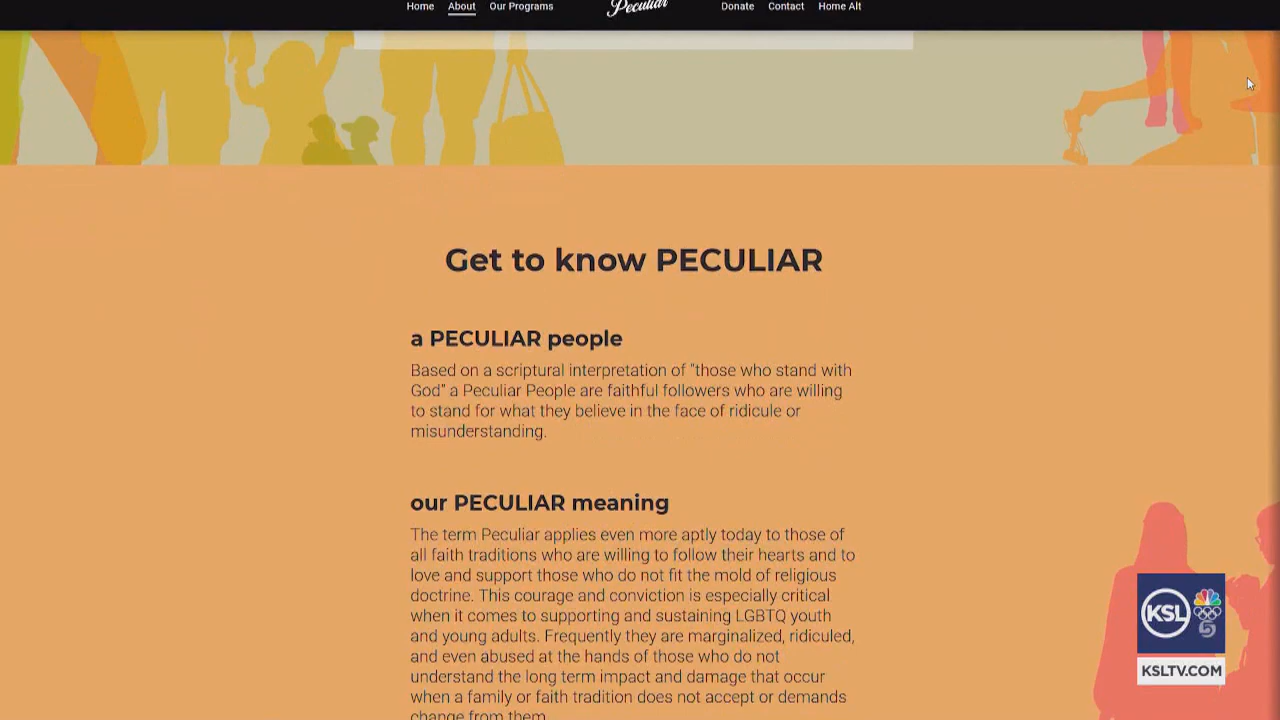 Home About Our Programs Peculiar Donate Contact Home Alt
Get to know PECULIAR
a PECULIAR people
Based on a scriptural interpretation of "those who stand with
God" a Peculiar People are faithful followers who are willing
to stand for what they believe in the face of ridicule or
misunderstanding.
our PECULIAR meaning
The term Peculiar applies even more aptly today to those of
all faith traditions who are willing to follow their hearts and to
love and support those who do not fit the mold of religious
doctrine. This courage and conviction is especially critical
when it comes to supporting and sustaining LGBTQ youth
and young adults. Frequently they are marginalized, ridiculed,
and even abused at the hands of those who do not
understand the long term impact and damage that occur
when a family or faith tradition does not accept or demands
change from them.
KSL 5
KSLTV.COM